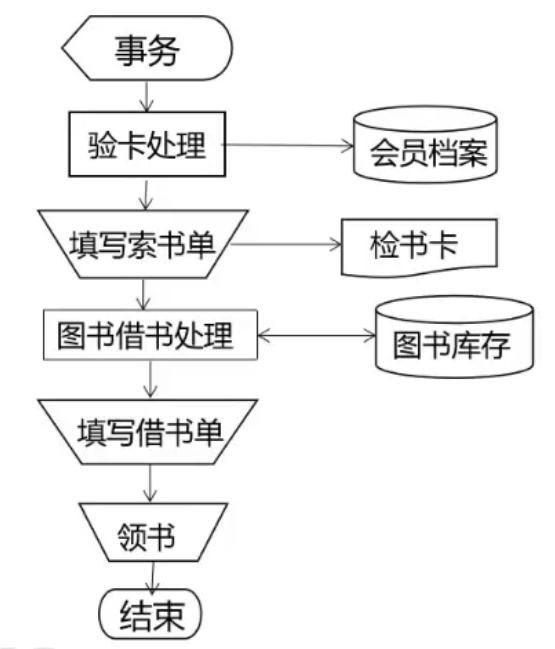 事务
验卡处理
会员档案
填写索书单
检书卡
图书借书处理
图书库存
填写借书单
领书
结束